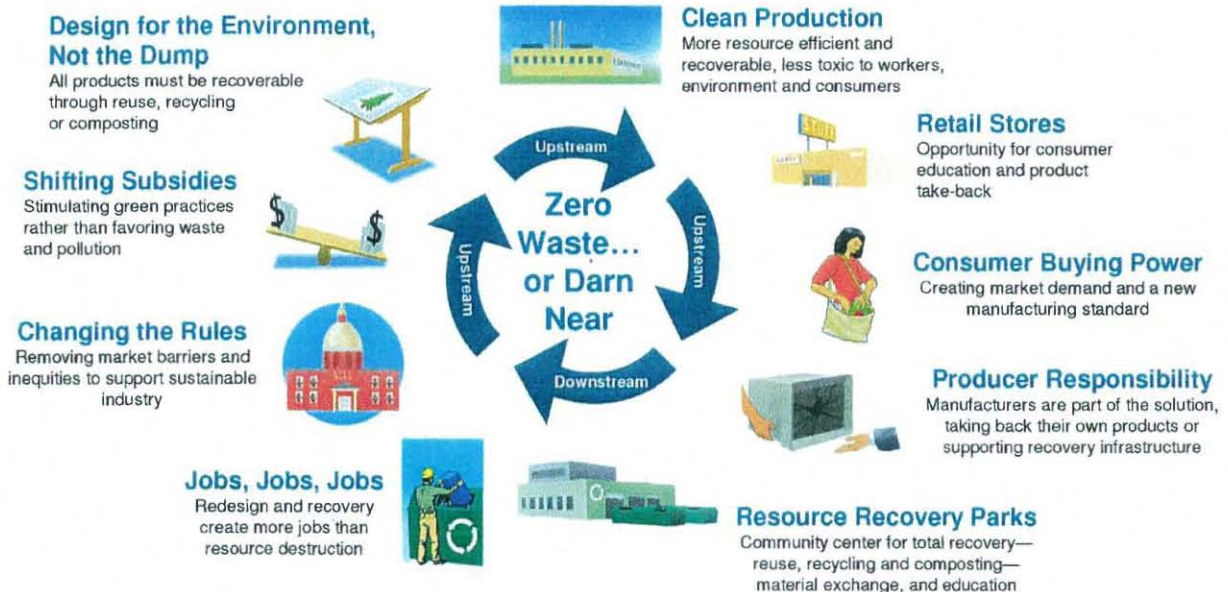 Design for the Environment,
Not the Dump
All products must be recoverable
through reuse, recycling
or composting
Clean Production
More resource efficient and
recoverable, less toxic to workers,
environment and consumers
Retail Stores
Opportunity for consumer
education and product
take-back
STUFF
Shifting Subsidies
Stimulating green practices
rather than favoring waste
and pollution
$
$
Upstream
Upstream
Upstream
Downstream
Zero
Waste...
or Darn
Near
Consumer Buying Power
Creating market demand and a new
manufacturing standard
Changing the Rules
Removing market barriers and
inequities to support sustainable
industry
Producer Responsibility
Manufacturers are part of the solution,
taking back their own products or
supporting recovery infrastructure
Jobs, Jobs, Jobs
Redesign and recovery
create more jobs than
resource destruction
Resource Recovery Parks
Community center for total recovery—
reuse, recycling and composting—
material exchange, and education